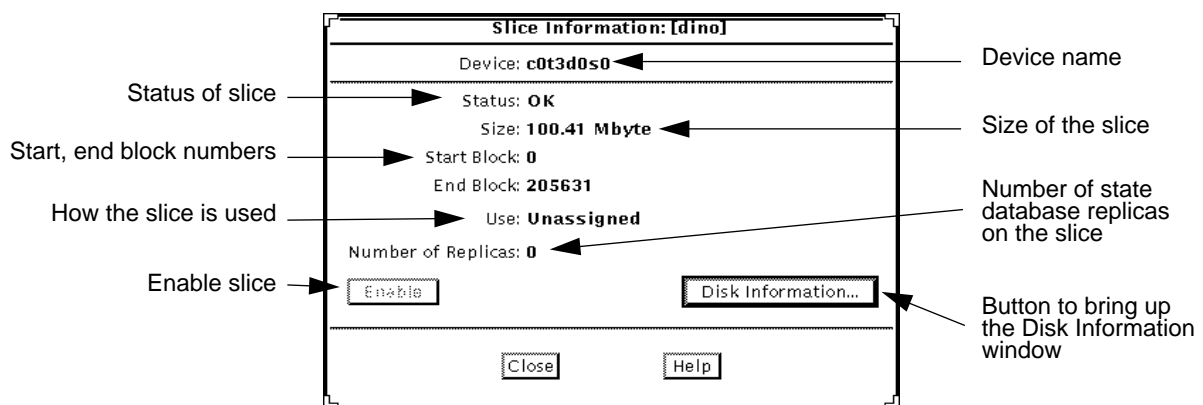 Slice Information: [dino]
Device: c0t3d0s0
Device name
Status of slice
Status: OK
Size: 100.41 Mbyte
Size of the slice
Start, end block numbers
Start Block: 0
End Block: 205631
How the slice is used
Use: Unassigned
Number of state
database replicas
on the slice
Number of Replicas: 0
Enable slice
Enable
Disk Information...
Button to bring up
the Disk Information
window
Close
Help